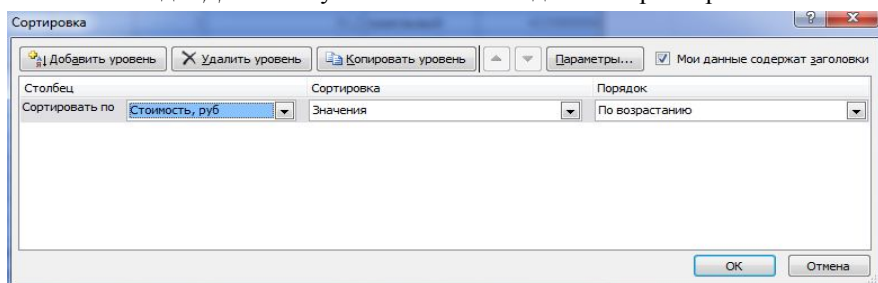 Сортировка
Добавить уровень Удалить уровень Копировать уровень Параметры... Мои данные содержат заголовки
Столбец Сортировка Порядок
Сортировать по Стоимость, руб Значения По возрастанию
OK Отмена